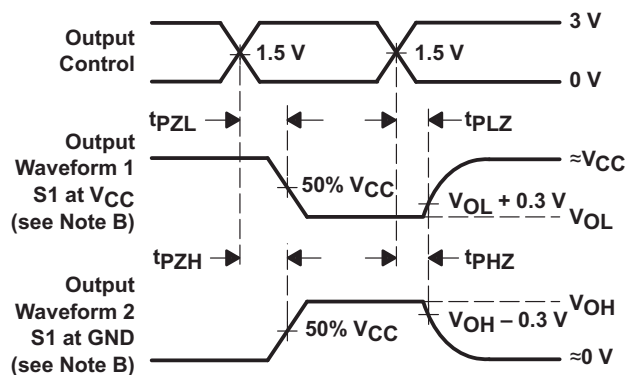 Output
Control
1.5 V
1.5 V
3 V
0 V
tPZL
tPLZ
Output
Waveform 1
S1 at VCC
(see Note B)
50% VCC
≈VCC
VOL + 0.3 V
VOL
tPZH
tPHZ
Output
Waveform 2
S1 at GND
(see Note B)
50% VCC
VOH
VOH – 0.3 V
≈0 V